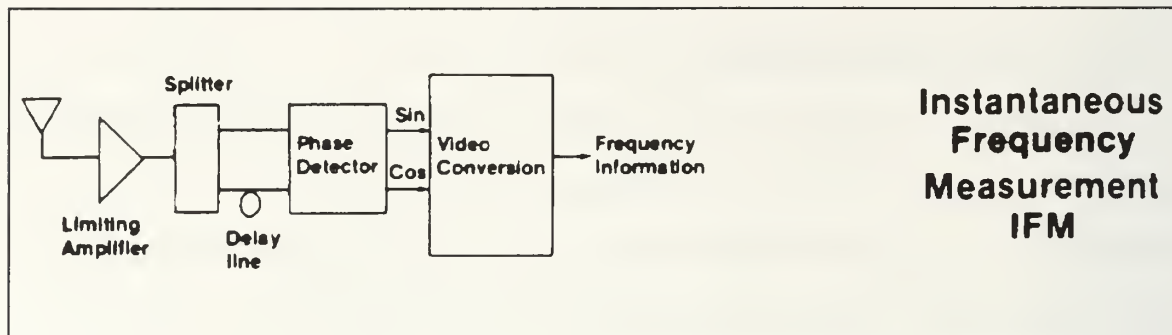 Splitter
Sin
Phase
Detector
Cos
Video
Conversion
Frequency
Information
Limiting
Amplifier
Delay
line
Instantaneous
Frequency
Measurement
IFM